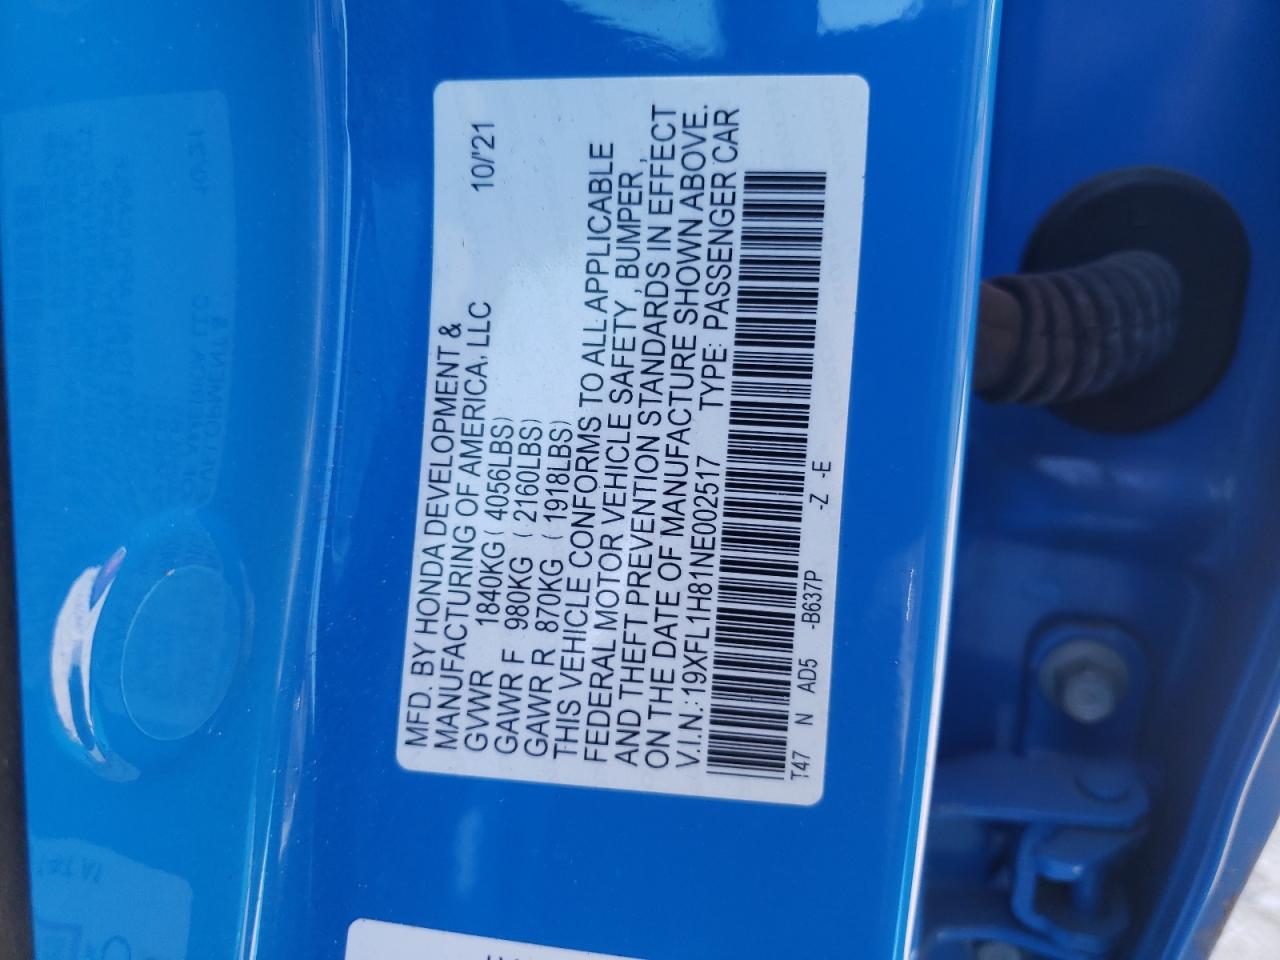 MFD. BY HONDA DEVELOPMENT &
MANUFACTURING OF AMERICA, LLC 10/'21
GVWR 1840KG ( 4056LBS)
GAWR F 980KG ( 2160LBS)
GAWR R 870KG ( 1918LBS)
THIS VEHICLE CONFORMS TO ALL APPLICABLE
FEDERAL MOTOR VEHICLE SAFETY , BUMPER ,
AND THEFT PREVENTION STANDARDS IN EFFECT
ON THE DATE OF MANUFACTURE SHOWN ABOVE.
V.I.N.:19XFL1H81NE002517 TYPE: PASSENGER CAR
T47 N AD5 -B637P -Z -E